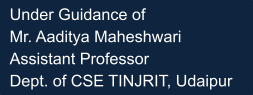 Under Guidance of
Mr. Aaditya Maheshwari
Assistant Professor
Dept. of CSE TINJRIT, Udaipur